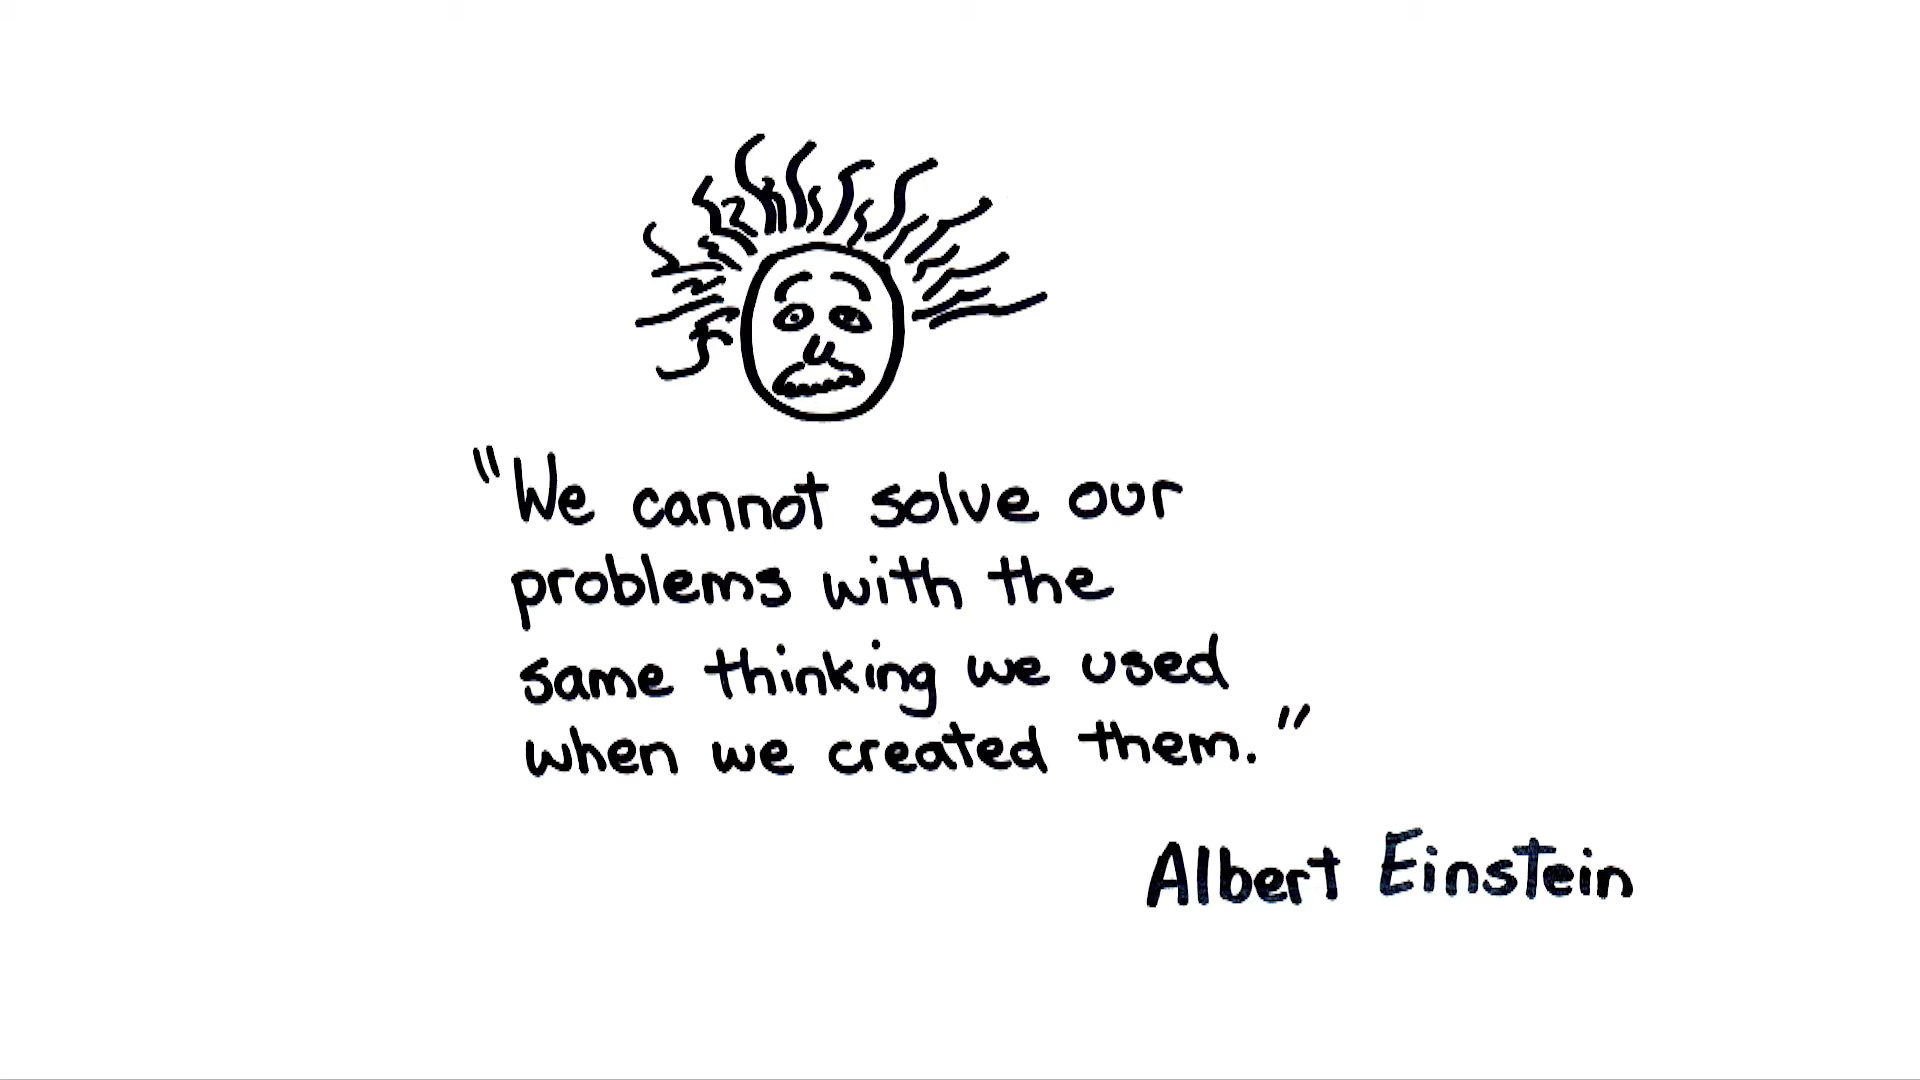 "We cannot solve our
problems with the
same thinking we used
when we created them."
Albert Einstein